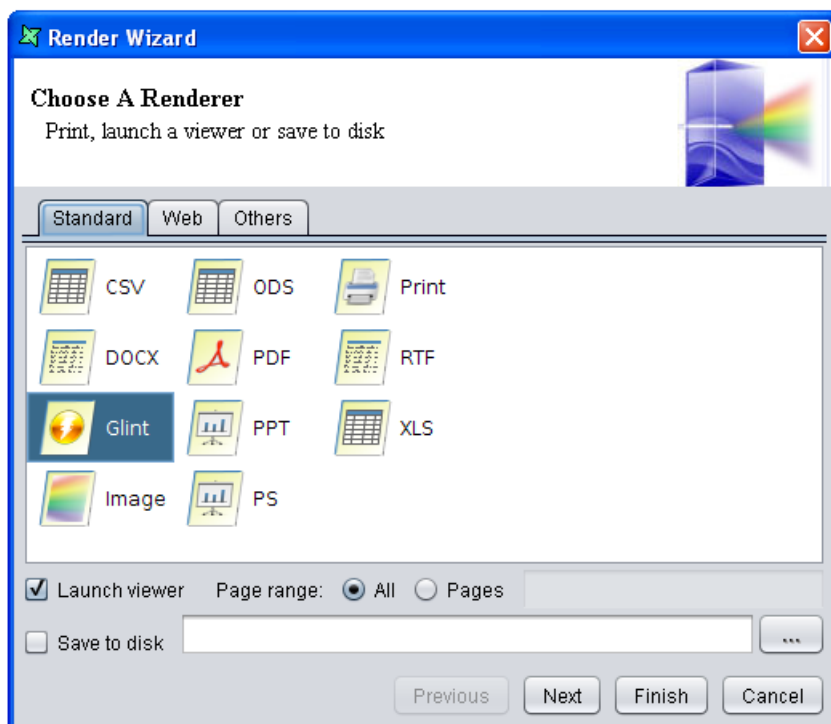 Render Wizard
Choose A Renderer
Print, launch a viewer or save to disk
Standard Web Others
CSV ODS Print
DOCX PDF RTF
Glint PPT XLS
Image PS
Launch viewer Page range: All Pages
Save to disk ...
Previous Next Finish Cancel